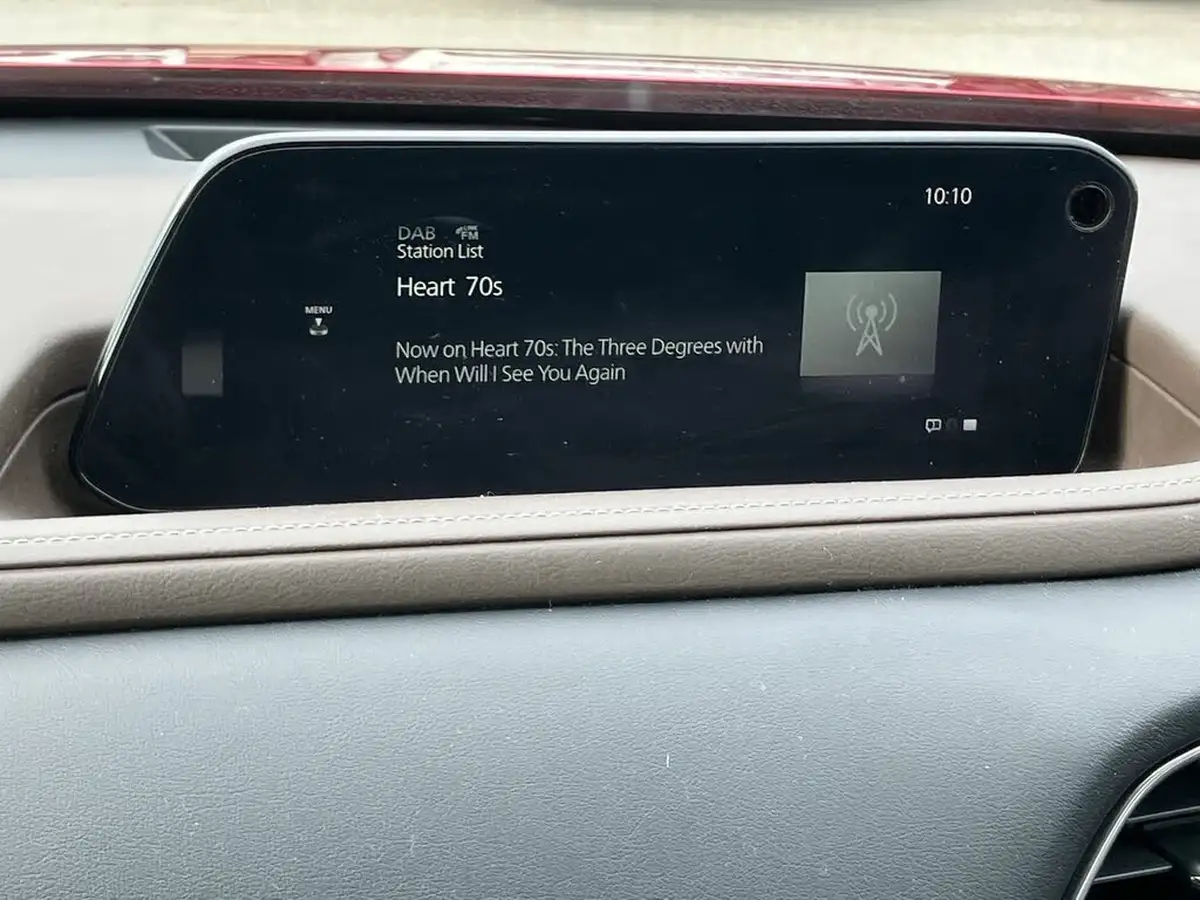 10:10
DAB LINK FM
Station List
Heart 70s
MENU
Now on Heart 70s: The Three Degrees with
When Will I See You Again